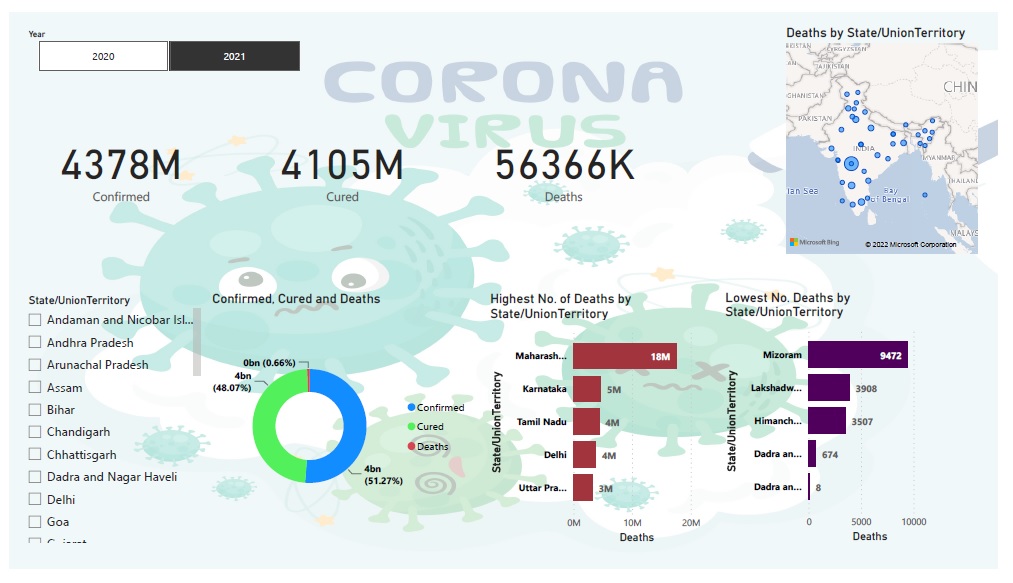 Year
2020
2021
CORONA
VIRUS
4378M
Confirmed
4105M
Cured
56366K
Deaths
Deaths by State/UnionTerritory
KYRGYZSTAN
TAJIKISTAN
CHIN
GHANISTAN
PAKISTAN
INDIA
MYANMAR
THAILAND
ian Sea
Bay
of Bengal
MALAYS
Microsoft Bing
© 2022 Microsoft Corporation
State/UnionTerritory
Andaman and Nicobar Isl...
Andhra Pradesh
Arunachal Pradesh
Assam
Bihar
Chandigarh
Chhattisgarh
Dadra and Nagar Haveli
Delhi
Goa
Confirmed, Cured and Deaths
0bn (0.66%)
4bn
(48.07%)
4bn
(51.27%)
Confirmed
Cured
Deaths
Highest No. of Deaths by
State/UnionTerritory
State/UnionTerritory
Maharash...
18M
Karnataka
5M
Tamil Nadu
4M
Delhi
4M
Uttar Pra...
3M
0M
10M
20M
Deaths
Lowest No. Deaths by
State/UnionTerritory
State/UnionTerritory
Mizoram
9472
Lakshadw...
3908
Himanch...
3507
Dadra an...
674
Dadra an...
8
0
5000
10000
Deaths